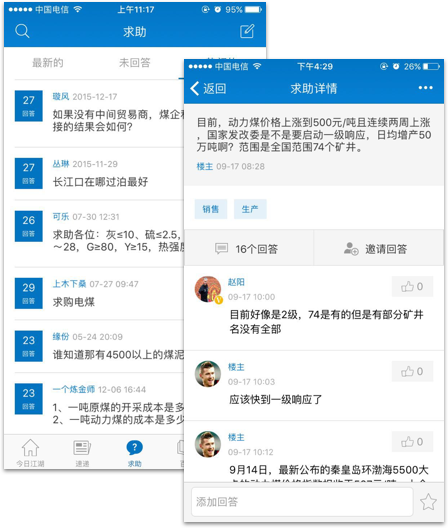 中国电信 上午11:17 95%
求助
最新的 未回答
27 璇风 2015-12-17
回答 如果没有中间贸易商，煤企
接的结果会如何？
27 丛琳 2015-11-29
回答 长江口在哪过泊最好
26 可乐 07-30 12:31
回答 求助各位：灰≤10、硫≤2.5，
～28，G≥80，Y≥15，热强度
29 上木下桑 07-27 09:47
回答 求购电煤
23 缘份 05-24 20:09
回答 谁知道那有4500以上的煤泥
23 一个炼金师 12-06 16:44
回答 1、一吨原煤的开采成本是多
2、一吨动力煤的成本是多少
今日江湖 速递 求助
中国电信 下午4:29 26%
返回 求助详情
目前，动力煤价格上涨到500元/吨且连续两周上涨
，国家发改委是不是要启动一级响应，日均增产50
万吨啊？范围是全国范围74个矿井。
楼主 09-17 08:28
销售 生产
16个回答 邀请回答
赵阳 0
09-17 10:00
目前好像是2级，74是有的但是有部分矿井
名没有全部
楼主 0
09-17 10:03
应该快到一级响应了
楼主 0
09-17 10:12
9月14日，最新公布的秦皇岛环渤海5500大
添加回答